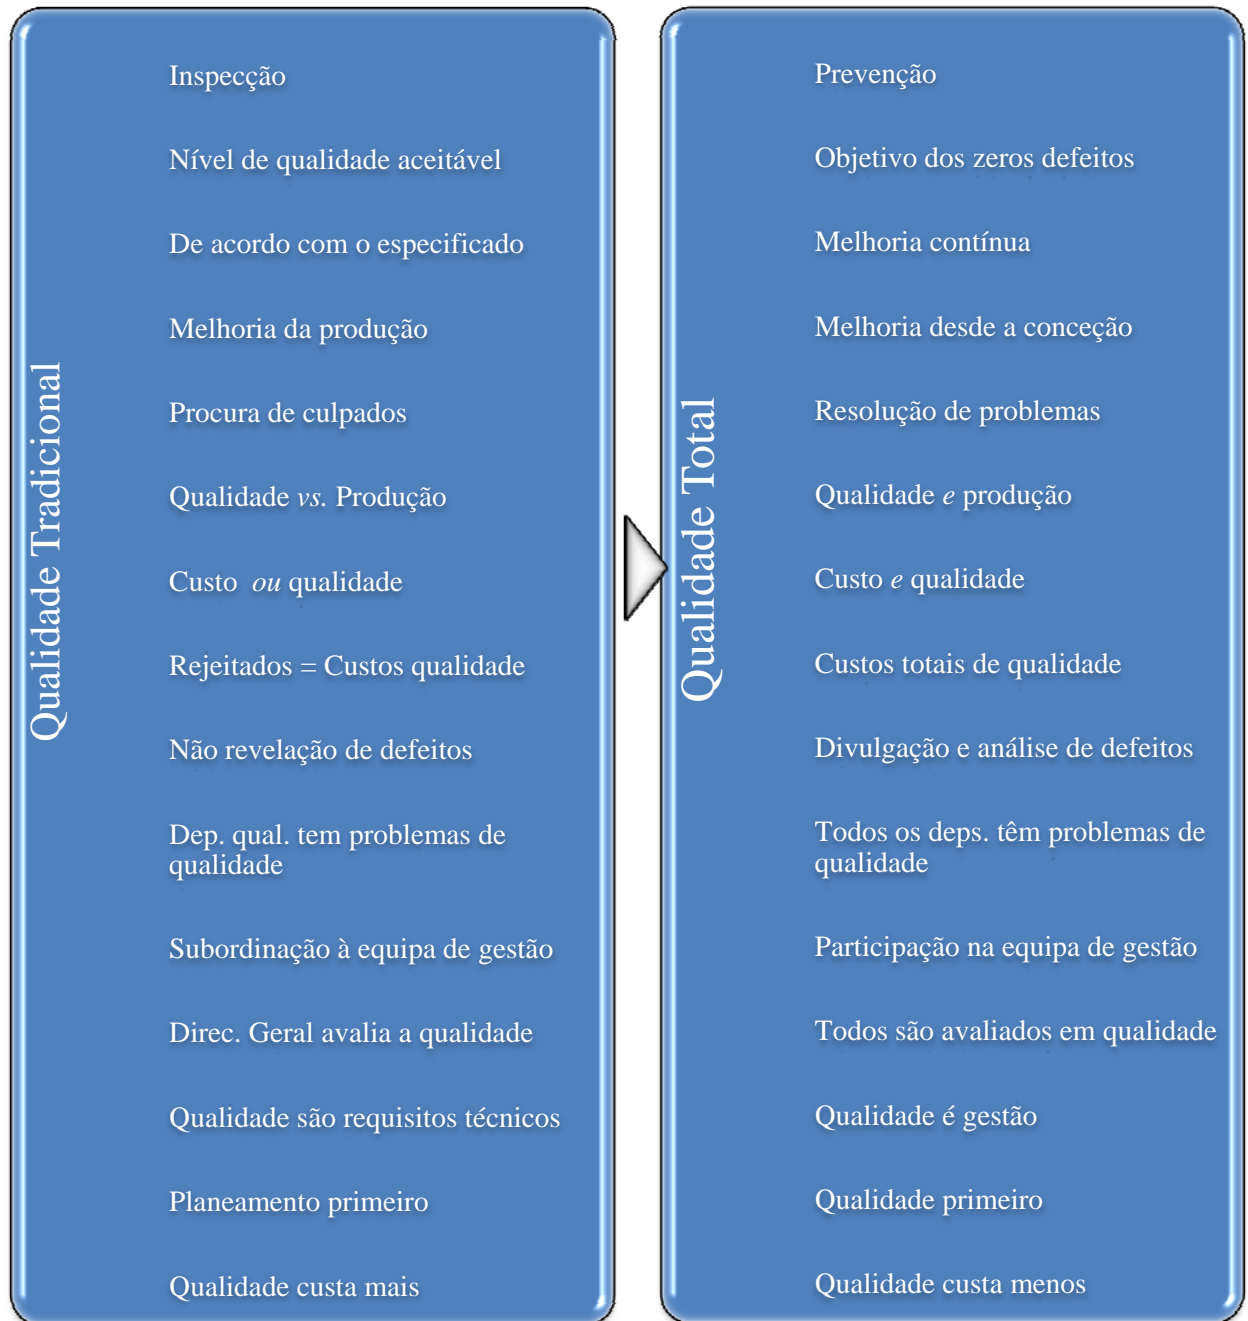 Qualidade Tradicional
Inspecção
Nível de qualidade aceitável
De acordo com o especificado
Melhoria da produção
Procura de culpados
Qualidade vs. Produção
Custo ou qualidade
Rejeitados = Custos qualidade
Não revelação de defeitos
Dep. qual. tem problemas de
qualidade
Subordinação à equipa de gestão
Direc. Geral avalia a qualidade
Qualidade são requisitos técnicos
Planeamento primeiro
Qualidade custa mais
Qualidade Total
Prevenção
Objetivo dos zeros defeitos
Melhoria contínua
Melhoria desde a conceção
Resolução de problemas
Qualidade e produção
Custo e qualidade
Custos totais de qualidade
Divulgação e análise de defeitos
Todos os deps. têm problemas de
qualidade
Participação na equipa de gestão
Todos são avaliados em qualidade
Qualidade é gestão
Qualidade primeiro
Qualidade custa menos